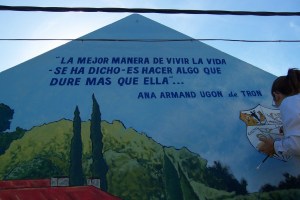 "LA MEJOR MANERA DE VIVIR LA VIDA
-SE HA DICHO-ES HACER ALGO QUE
DURE MAS QUE ELLA"...
ANA ARMAND UGON de TRON